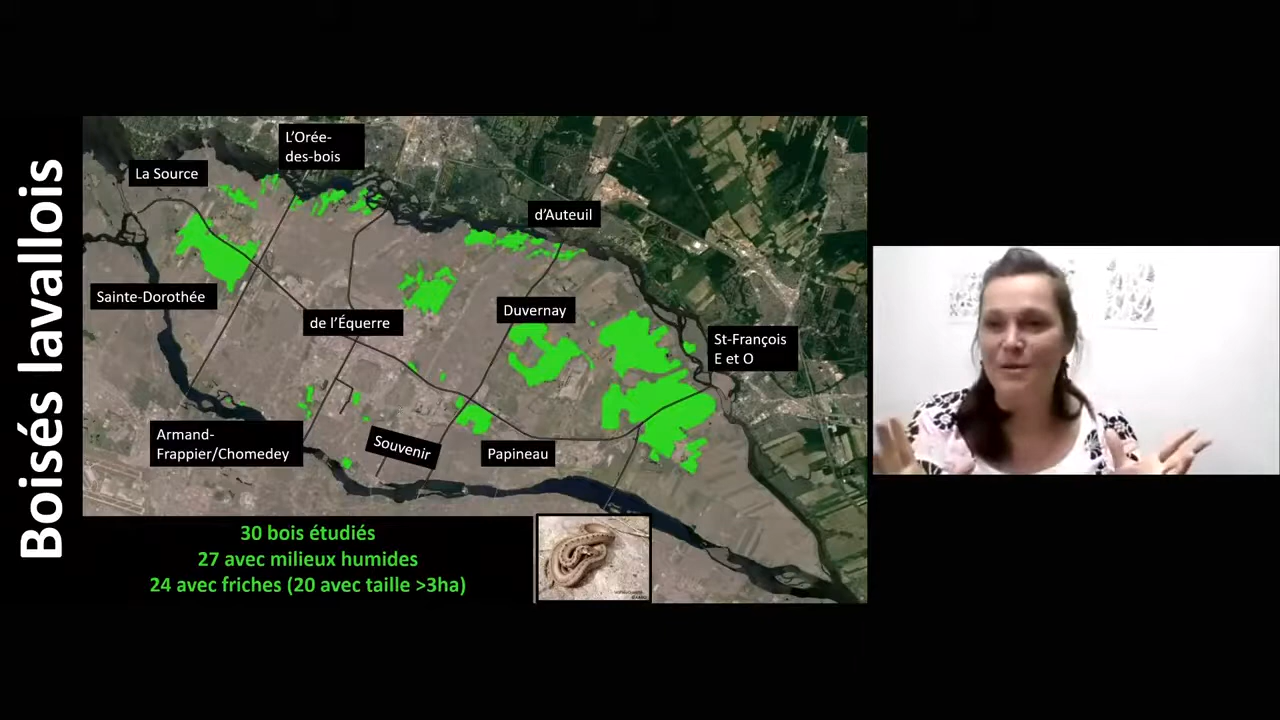 Boisés lavallois
L'Orée-
des-bois
La Source
d'Auteuil
Sainte-Dorothée
de l'Équerre
Duvernay
St-François
E et O
Armand-
Frappier/Chomedey
Souvenir
Papineau
30 bois étudiés
27 avec milieux humides
24 avec friches (20 avec taille >3ha)